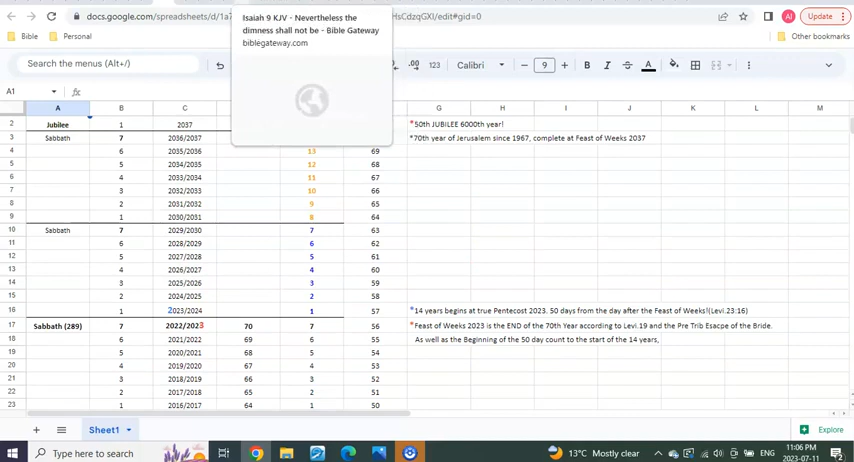 docs.google.com/spreadsheets/d/1a7
HsCdzqGXI/edit#gid=0
AI
Update
Isaiah 9 KJV - Nevertheless the
dimness shall not be - Bible Gateway
biblegateway.com
Bible
Personal
Other bookmarks
Search the menus (Alt+/)
.00
123
Calibri
9
B
I
A
A1
fx
A B C G H I J K L M
2 Jubilee 1 2037 *50th JUBILEE 6000th year!
3 Sabbath 7 2036/2037 *70th year of Jerusalem since 1967, complete at Feast of Weeks 2037
4 6 2035/2036 13 69
5 5 2034/2035 12 68
6 4 2033/2034 11 67
7 3 2032/2033 10 66
8 2 2031/2032 9 65
9 1 2030/2031 8 64
10 Sabbath 7 2029/2030 7 63
11 6 2028/2029 6 62
12 5 2027/2028 5 61
13 4 2026/2027 4 60
14 3 2025/2026 3 59
15 2 2024/2025 2 58
16 1 2023/2024 1 57 *14 years begins at true Pentecost 2023. 50 days from the day after the Feast of Weeks!(Levi.23:16)
17 Sabbath (289) 7 2022/2023 70 7 56 *Feast of Weeks 2023 is the END of the 70th Year according to Levi.19 and the Pre Trib Esacpe of the Bride.
18 6 2021/2022 69 6 55 As well as the Beginning of the 50 day count to the start of the 14 years,
19 5 2020/2021 68 5 54
20 4 2019/2020 67 4 53
21 3 2018/2019 66 3 52
22 2 2017/2018 65 2 51
23 1 2016/2017 64 1 50
Sheet1
Explore
Type here to search
13°C Mostly clear
ENG
11:06 PM
2023-07-11
2